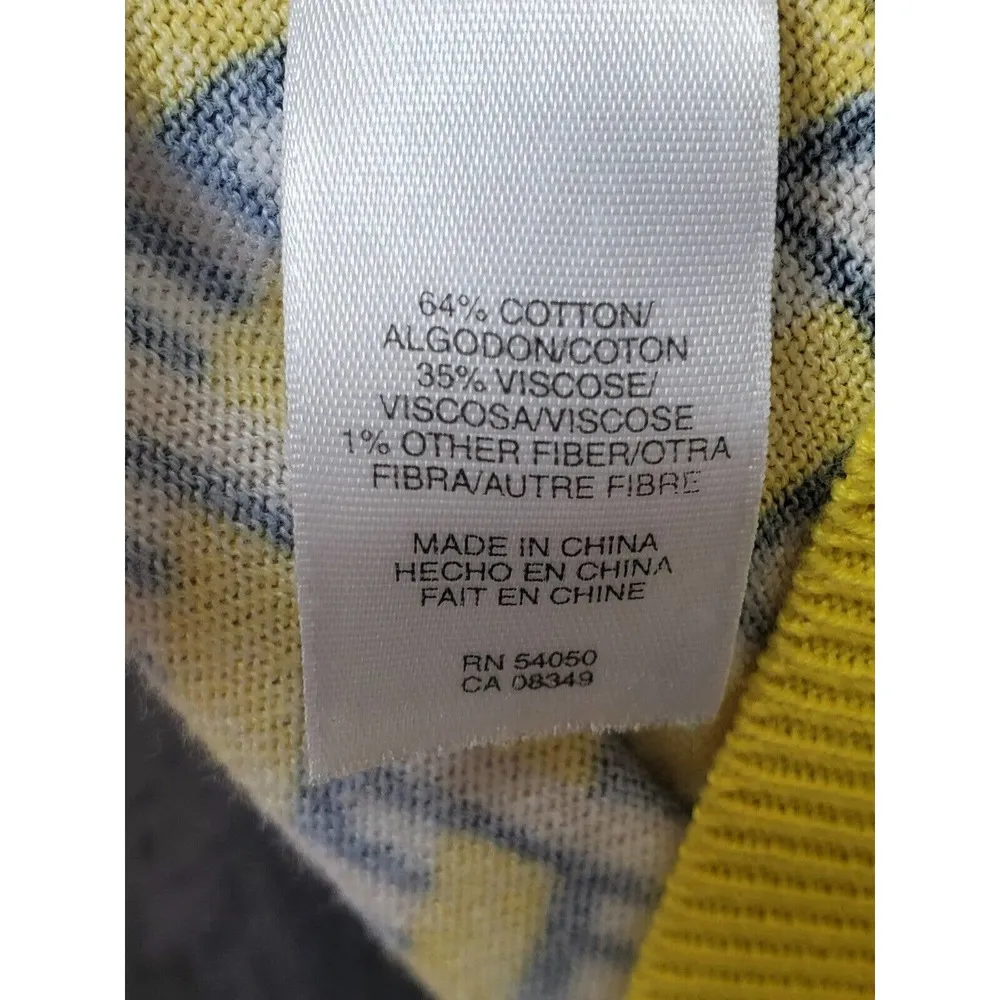 64% COTTON/
ALGODON/COTON
35% VISCOSE/
VISCOSA/VISCOSE
1% OTHER FIBER/OTRA
FIBRA/AUTRE FIBRE
MADE IN CHINA
HECHO EN CHINA
FAIT EN CHINE
RN 54050
CA 08349